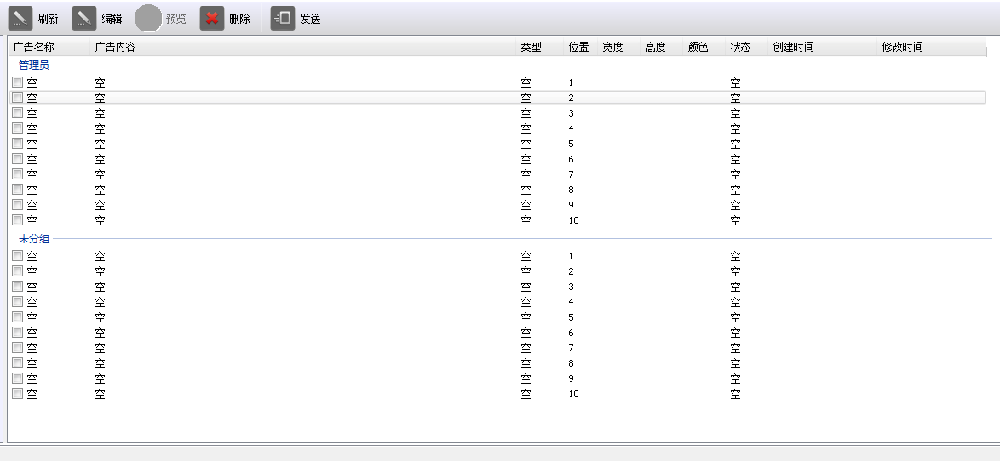 刷新 编辑 预览 删除 发送
广告名称 广告内容 类型 位置 宽度 高度 颜色 状态 创建时间 修改时间
管理员
空 空 空 1 空
空 空 空 2 空
空 空 空 3 空
空 空 空 4 空
空 空 空 5 空
空 空 空 6 空
空 空 空 7 空
空 空 空 8 空
空 空 空 9 空
空 空 空 10 空
未分组
空 空 空 1 空
空 空 空 2 空
空 空 空 3 空
空 空 空 4 空
空 空 空 5 空
空 空 空 6 空
空 空 空 7 空
空 空 空 8 空
空 空 空 9 空
空 空 空 10 空